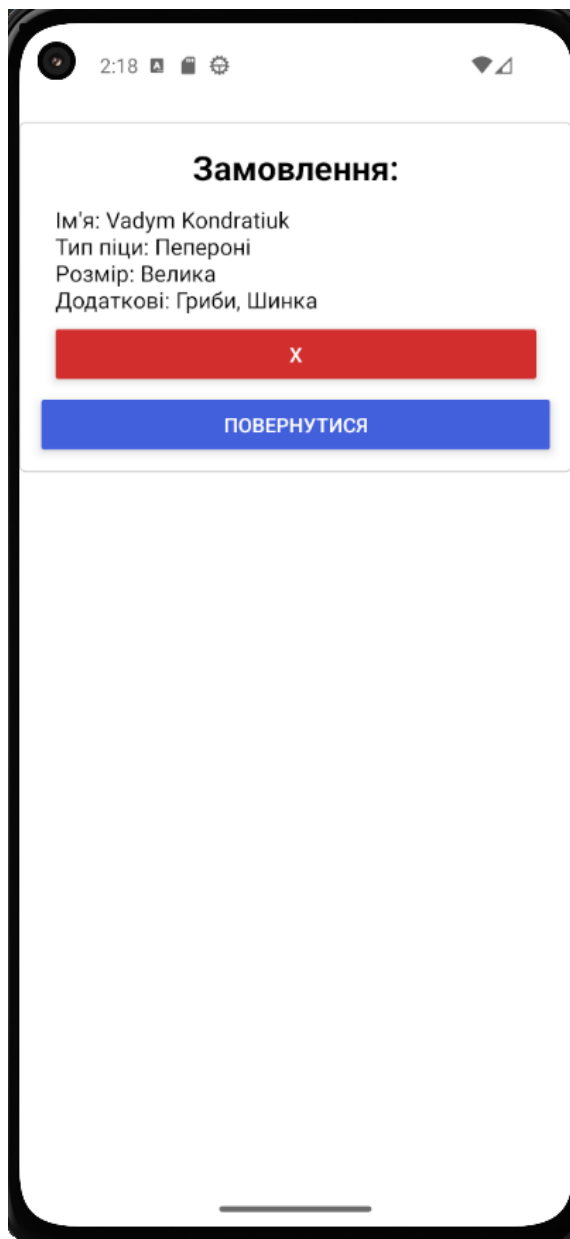 2:18
Замовлення:
Ім'я: Vadym Kondratiuk
Тип піци: Пепероні
Розмір: Велика
Додаткові: Гриби, Шинка
X
ПОВЕРНУТИСЯ